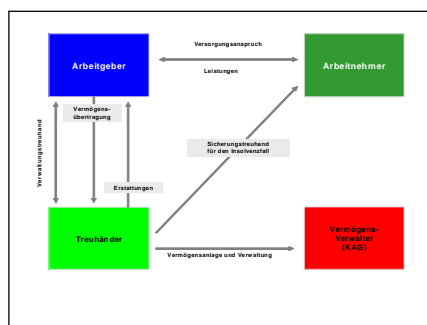 Versorgungsanspruch
Arbeitgeber
Arbeitnehmer
Leistungen
Vermögens-
übertragung
Verwaltungstreuhand
Sicherungstreuhand
für den Insolvenzfall
Erstattungen
Treuhänder
Vermögens-
Verwalter
(KAG)
Vermögensanlage und Verwaltung